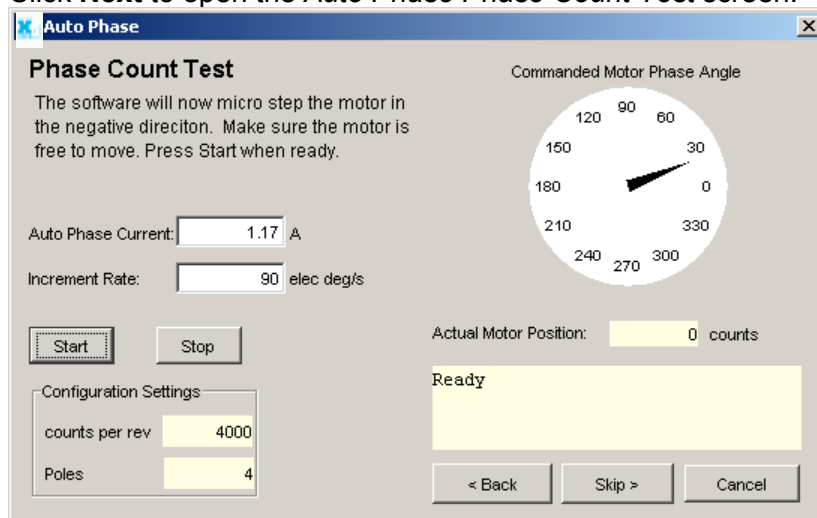 Click Next to open the Auto Phase Phase Count Test screen.
Auto Phase
Phase Count Test
The software will now micro step the motor in
the negative direciton. Make sure the motor is
free to move. Press Start when ready.
Commanded Motor Phase Angle
90
120 60
150 30
180 0
210 330
240 300
270
Auto Phase Current: 1.17 A
Increment Rate: 90 elec deg/s
Start Stop
Actual Motor Position: 0 counts
Ready
Configuration Settings
counts per rev 4000
Poles 4
< Back Skip > Cancel